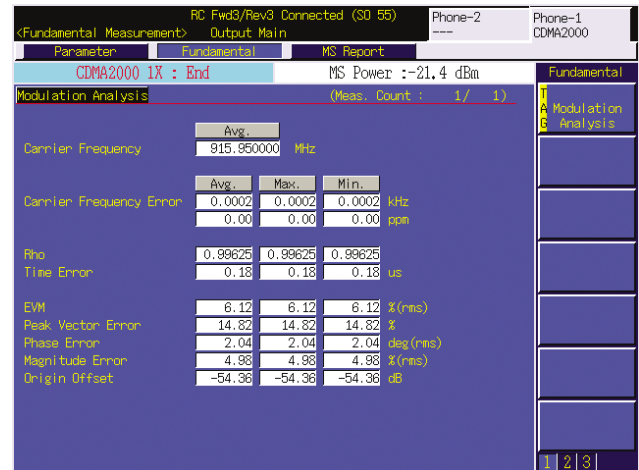 RC Fwd3/Rev3 Connected (SO 55)
Phone-2
Phone-1
<Fundamental Measurement> Output Main
---
CDMA2000
Parameter Fundamental MS Report
CDMA2000 1X : End MS Power :-21.4 dBm Fundamental
Modulation Analysis (Meas. Count : 1/ 1)
TAG Modulation Analysis
Avg.
Carrier Frequency 915.950000 MHz
Avg. Max. Min.
Carrier Frequency Error 0.0002 0.0002 0.0002 kHz
0.00 0.00 0.00 ppm
Rho 0.99625 0.99625 0.99625
Time Error 0.18 0.18 0.18 us
EVM 6.12 6.12 6.12 %(rms)
Peak Vector Error 14.82 14.82 14.82 %
Phase Error 2.04 2.04 2.04 deg(rms)
Magnitude Error 4.98 4.98 4.98 %(rms)
Origin Offset -54.36 -54.36 -54.36 dB
1 2 3